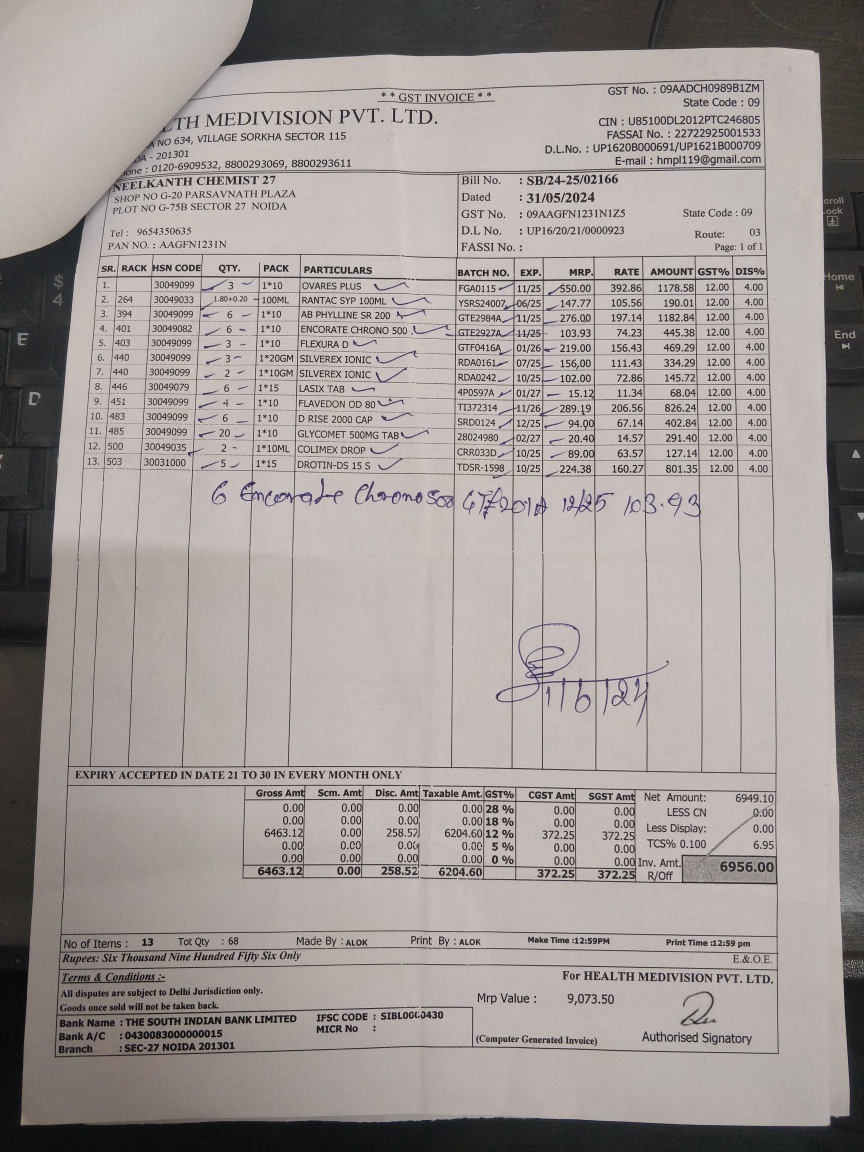 * * GST INVOICE * *
GST No. : 09AADCH0989B1ZM
State Code : 09
LTH MEDIVISION PVT. LTD.
CIN : U85100DL2012PTC246805
NO 634, VILLAGE SORKHA SECTOR 115
FASSAI No. : 22722925001533
- 201301
D.L.No. : UP1620B000691/UP1621B000709
: 0120-6909532, 8800293069, 8800293611
E-mail : hmpl119@gmail.com
NEELKANTH CHEMIST 27
SHOP NO G-20 PARSAVNATH PLAZA
PLOT NO G-75B SECTOR 27 NOIDA
Tel : 9654350635
PAN NO. : AAGFN1231N
Bill No. : SB/24-25/02166
Dated : 31/05/2024
GST No. : 09AAGFN1231N1Z5 State Code : 09
D.L No. : UP16/20/21/0000923 Route: 03
FASSI No. : Page: 1 of 1
SR. RACK HSN CODE QTY. PACK PARTICULARS BATCH NO. EXP. MRP. RATE AMOUNT GST% DIS%
1. 30049099 3 1*10 OVARES PLUS FGA0115 11/25 550.00 392.86 1178.58 12.00 4.00
2. 264 30049033 1.80+0.20 100ML RANTAC SYP 100ML YSRS24007 06/25 147.77 105.56 190.01 12.00 4.00
3. 394 30049099 6 1*10 AB PHYLLINE SR 200 GTE2984A 11/25 276.00 197.14 1182.84 12.00 4.00
4. 401 30049082 6 1*10 ENCORATE CHRONO 500 GTE2927A 11/25 103.93 74.23 445.38 12.00 4.00
5. 403 30049099 3 1*10 FLEXURA D GTF0416A 01/26 219.00 156.43 469.29 12.00 4.00
6. 440 30049099 3 1*20GM SILVEREX IONIC RDA0161 07/25 156.00 111.43 334.29 12.00 4.00
7. 440 30049099 2 1*10GM SILVEREX IONIC RDA0242 10/25 102.00 72.86 145.72 12.00 4.00
8. 446 30049079 6 1*15 LASIX TAB 4P0597A 01/27 15.12 11.34 68.04 12.00 4.00
9. 451 30049099 4 1*10 FLAVEDON OD 80 TI372314 11/26 289.19 206.56 826.24 12.00 4.00
10. 483 30049099 6 1*10 D RISE 2000 CAP SRD0124 12/25 94.00 67.14 402.84 12.00 4.00
11. 485 30049099 20 1*10 GLYCOMET 500MG TAB 28024980 02/27 20.40 14.57 291.40 12.00 4.00
12. 500 30049035 2 1*10ML COLIMEX DROP CRR033D 10/25 89.00 63.57 127.14 12.00 4.00
13. 503 30031000 5 1*15 DROTIN-DS 15 S TDSR-1598 10/25 224.38 160.27 801.35 12.00 4.00
6 Encorate Chrono 500 12/25 103.93
1/6/24
EXPIRY ACCEPTED IN DATE 21 TO 30 IN EVERY MONTH ONLY
Gross Amt Scm. Amt Disc. Amt Taxable Amt. GST% CGST Amt SGST Amt
0.00 0.00 0.00 0.00 28 % 0.00 0.00
0.00 0.00 0.00 0.00 18 % 0.00 0.00
6463.12 0.00 258.52 6204.60 12 % 372.25 372.25
0.00 0.00 0.00 0.00 5 % 0.00 0.00
0.00 0.00 0.00 0.00 0 % 0.00 0.00
6463.12 0.00 258.52 6204.60 372.25 372.25
Net Amount: 6949.10
LESS CN 0.00
Less Display: 0.00
TCS% 0.100 6.95
Inv. Amt. R/Off 6956.00
No of Items : 13 Tot Qty : 68 Made By : ALOK Print By : ALOK Make Time :12:59PM Print Time :12:59 pm
Rupees: Six Thousand Nine Hundred Fifty Six Only E.&O.E.
Terms & Conditions :-
All disputes are subject to Delhi Jurisdiction only.
Goods once sold will not be taken back.
Bank Name : THE SOUTH INDIAN BANK LIMITED IFSC CODE : SIBL0000430
Bank A/C : 0430083000000015 MICR No :
Branch : SEC-27 NOIDA 201301
For HEALTH MEDIVISION PVT. LTD.
Mrp Value : 9,073.50
(Computer Generated Invoice) Authorised Signatory
$
4
E
D
Scroll
Lock
Home
End